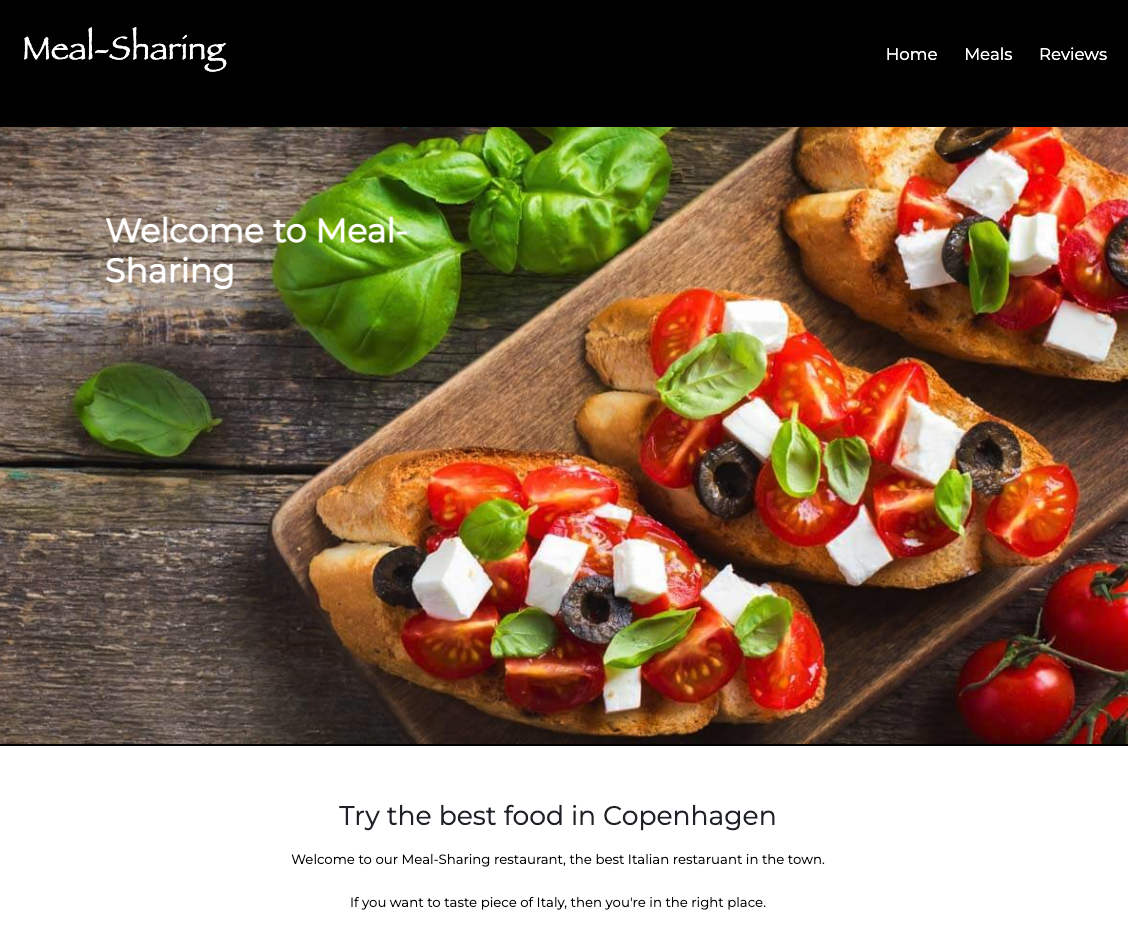 Meal-Sharing
Home Meals Reviews
Welcome to Meal-
Sharing
Try the best food in Copenhagen
Welcome to our Meal-Sharing restaurant, the best Italian restaruant in the town.
If you want to taste piece of Italy, then you're in the right place.